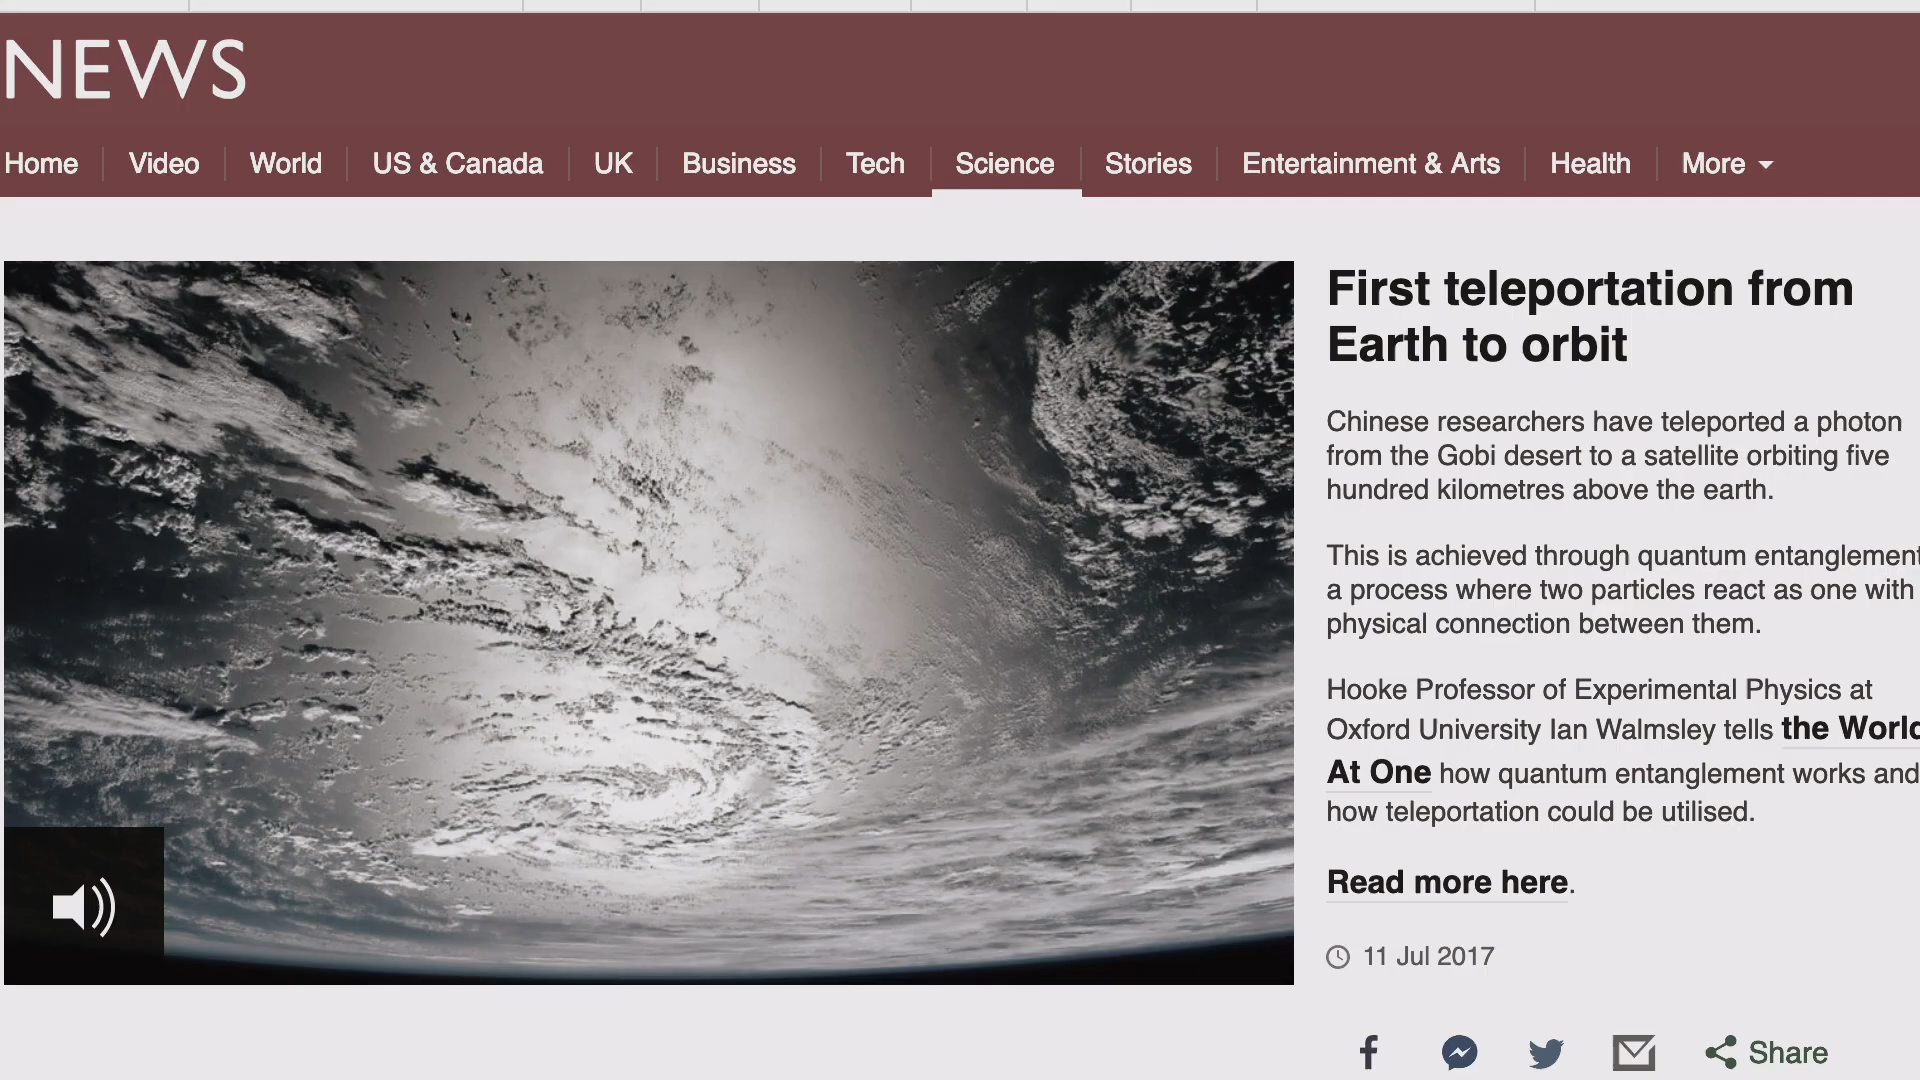 NEWS
Home Video World US & Canada UK Business Tech Science Stories Entertainment & Arts Health More
First teleportation from
Earth to orbit
Chinese researchers have teleported a photon
from the Gobi desert to a satellite orbiting five
hundred kilometres above the earth.
This is achieved through quantum entanglement
a process where two particles react as one with
physical connection between them.
Hooke Professor of Experimental Physics at
Oxford University Ian Walmsley tells the World
At One how quantum entanglement works and
how teleportation could be utilised.
Read more here.
11 Jul 2017
Share